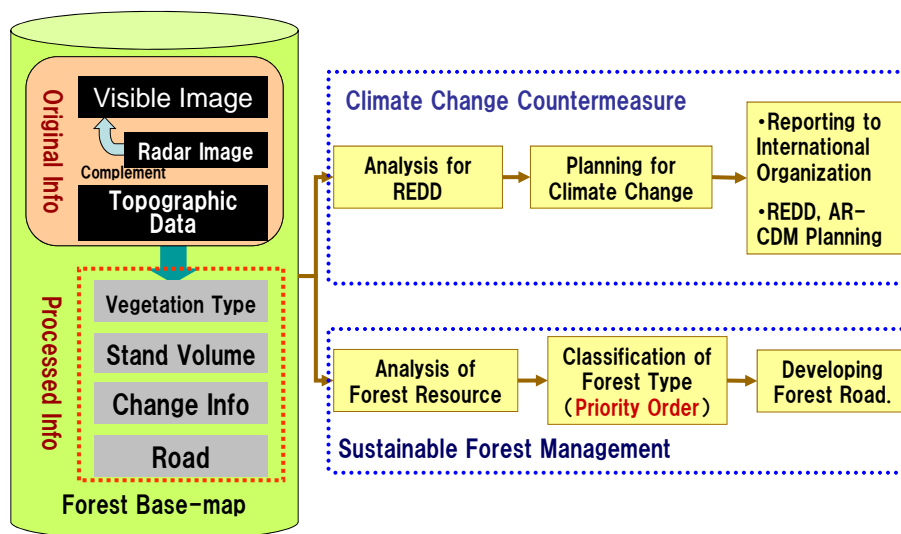 Original Info
Visible Image
Radar Image
Complement
Topographic
Data
Processed Info
Vegetation Type
Stand Volume
Change Info
Road
Forest Base-map
Climate Change Countermeasure
Analysis for
REDD
Planning for
Climate Change
・Reporting to
International
Organization
・REDD, AR-
CDM Planning
Analysis of
Forest Resource
Classification of
Forest Type
（Priority Order）
Developing
Forest Road.
Sustainable Forest Management